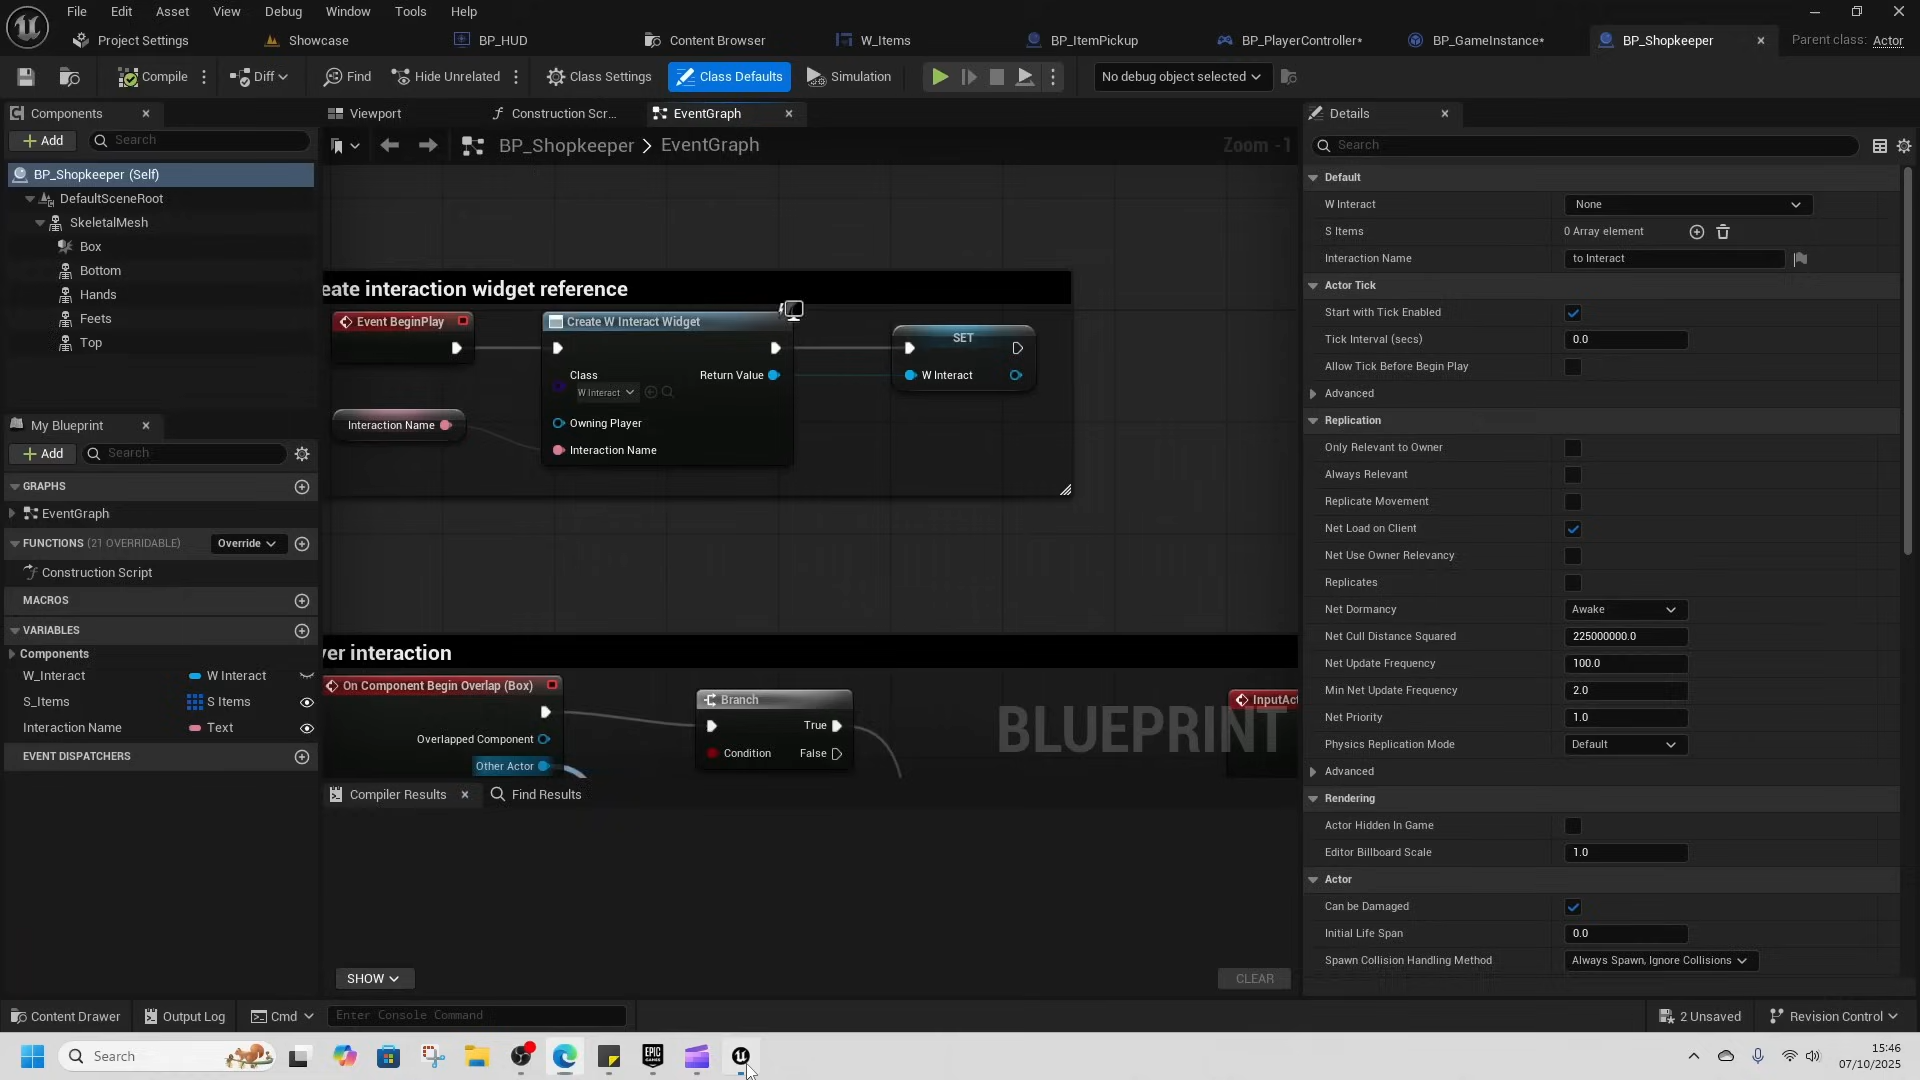 File Edit Asset View Debug Window Tools Help
Project Settings Showcase BP_HUD Content Browser W_Items BP_ItemPickup BP_PlayerController* BP_GameInstance* BP_Shopkeeper Parent class: Actor
Compile Diff Find Hide Unrelated Class Settings Class Defaults Simulation No debug object selected
Components
Add Search
BP_Shopkeeper (Self)
DefaultSceneRoot
SkeletalMesh
Box
Bottom
Hands
Feets
Top
My Blueprint
Add Search
GRAPHS
EventGraph
FUNCTIONS (21 OVERRIDABLE) Override
Construction Script
MACROS
VARIABLES
Components
W_Interact W Interact
S_Items S Items
Interaction Name Text
EVENT DISPATCHERS
Viewport Construction Scr... EventGraph
BP_Shopkeeper > EventGraph Zoom -1
eate interaction widget reference
Event BeginPlay
Interaction Name
Create W Interact Widget
Class
W Interact
Return Value
Owning Player
Interaction Name
SET
W Interact
yer interaction
On Component Begin Overlap (Box)
Overlapped Component
Other Actor
Branch
True
Condition False
InputAct
BLUEPRINT
Compiler Results Find Results
SHOW CLEAR
Details
Search
Default
W Interact None
S Items 0 Array element
Interaction Name to Interact
Actor Tick
Start with Tick Enabled
Tick Interval (secs) 0.0
Allow Tick Before Begin Play
Advanced
Replication
Only Relevant to Owner
Always Relevant
Replicate Movement
Net Load on Client
Net Use Owner Relevancy
Replicates
Net Dormancy Awake
Net Cull Distance Squared 225000000.0
Net Update Frequency 100.0
Min Net Update Frequency 2.0
Net Priority 1.0
Physics Replication Mode Default
Advanced
Rendering
Actor Hidden In Game
Editor Billboard Scale 1.0
Actor
Can be Damaged
Initial Life Span 0.0
Spawn Collision Handling Method Always Spawn, Ignore Collisions
Content Drawer Output Log Cmd Enter Console Command 2 Unsaved Revision Control
Search
EPIC GAMES
15:46
07/10/2025